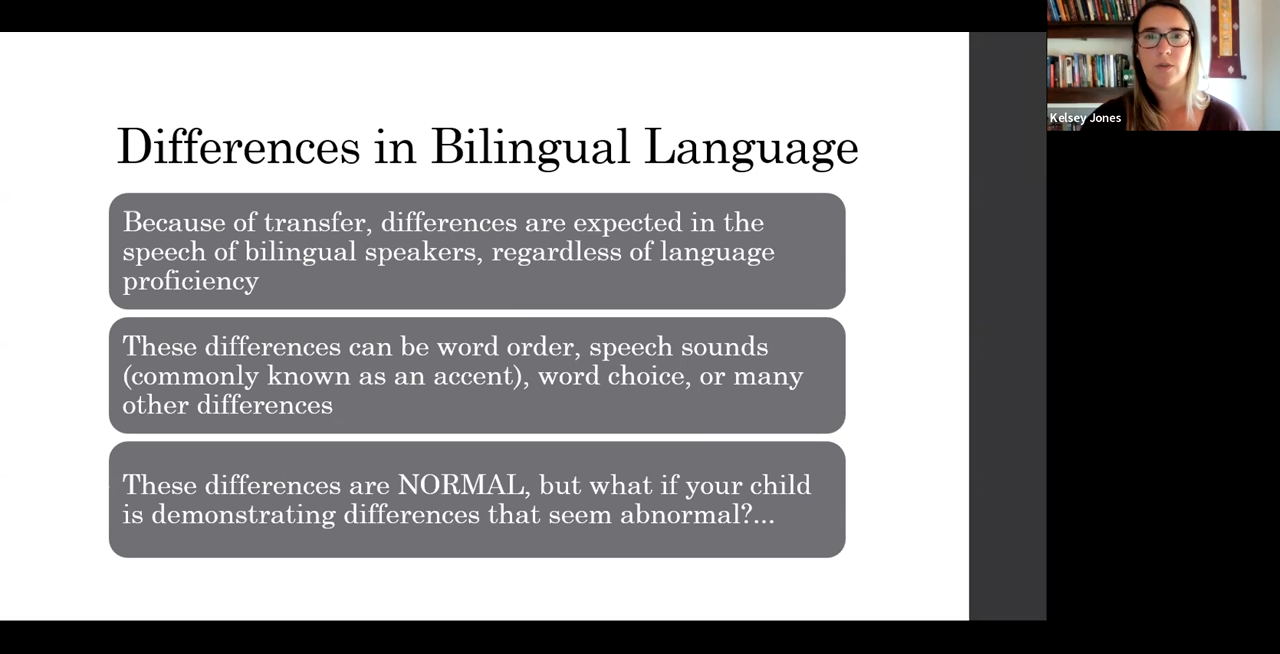 Differences in Bilingual Language
Because of transfer, differences are expected in the
speech of bilingual speakers, regardless of language
proficiency
These differences can be word order, speech sounds
(commonly known as an accent), word choice, or many
other differences
These differences are NORMAL, but what if your child
is demonstrating differences that seem abnormal?...
Kelsey Jones